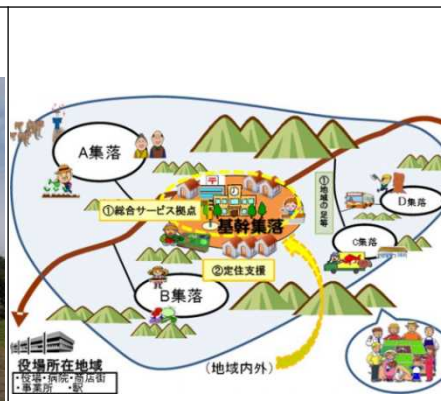 A集落
①総合サービス拠点
基幹集落
①地域の足等
D集落
C集落
②定住支援
B集落
役場所在地域
・役場・病院・商店街
・事業所　・駅
(地域内外)